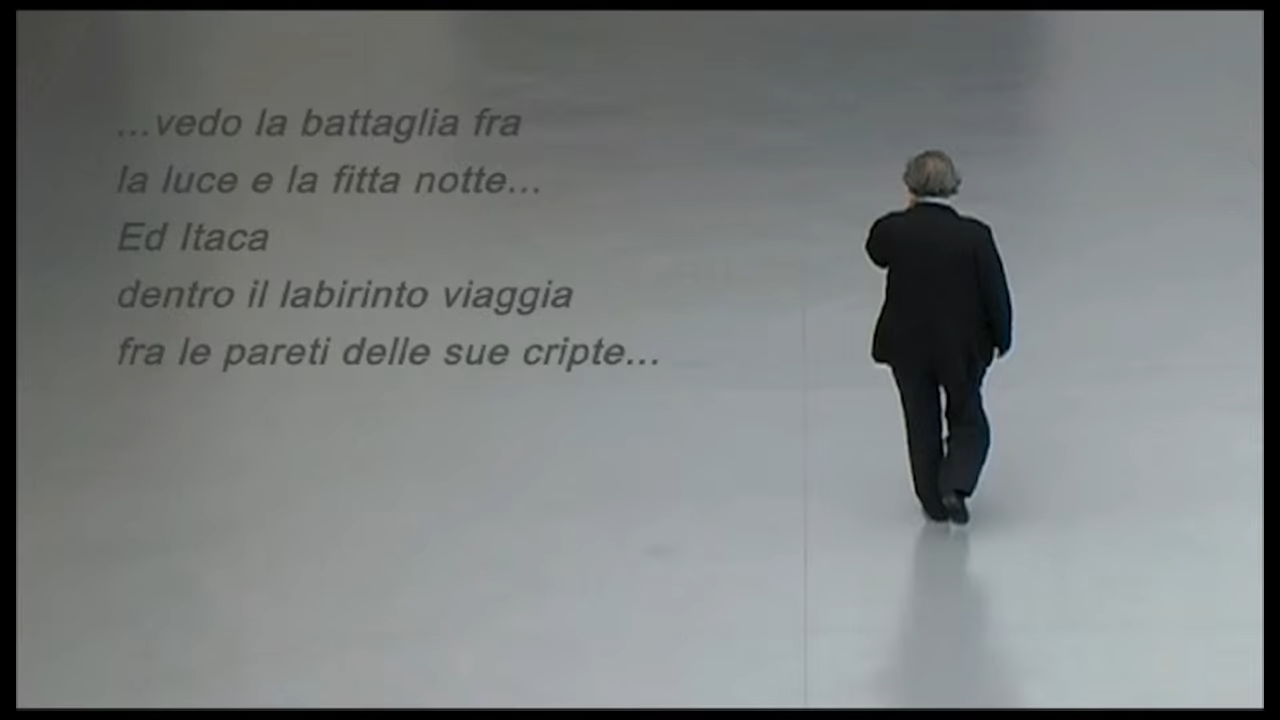 ...vedo la battaglia fra
la luce e la fitta notte...
Ed Itaca
dentro il labirinto viaggia
fra le pareti delle sue cripte...